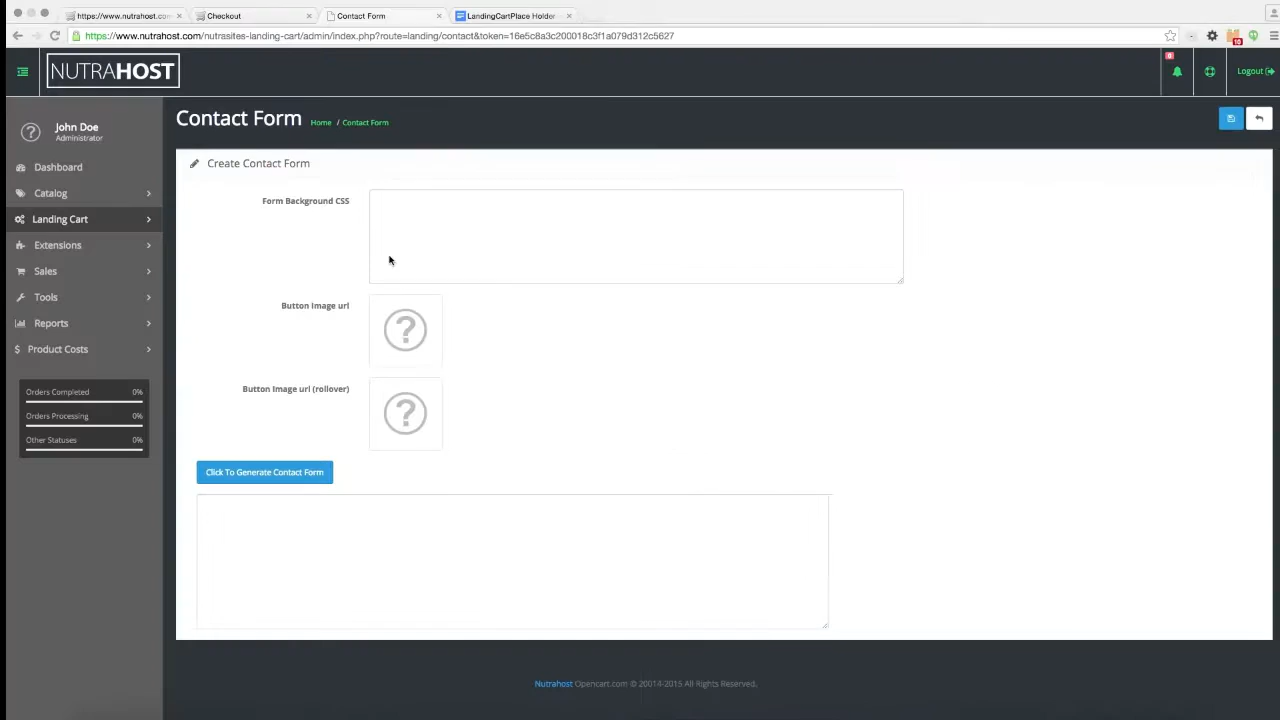 https://www.nutrahost.com
Checkout
Contact Form
LandingCartPlace Holder
https://www.nutrahost.com/nutrasites-landing-cart/admin/index.php?route=landing/contact&token=16e5c8a3c200018c3f1a079d312c5627
10
NUTRAHOST
0
Logout
John Doe
Administrator
Dashboard
Catalog
Landing Cart
Extensions
Sales
Tools
Reports
Product Costs
Orders Completed 0%
Orders Processing 0%
Other Statuses 0%
Contact Form Home / Contact Form
Create Contact Form
Form Background CSS
Button Image url
Button Image url (rollover)
Click To Generate Contact Form
Nutrahost Opencart.com © 20014-2015 All Rights Reserved.